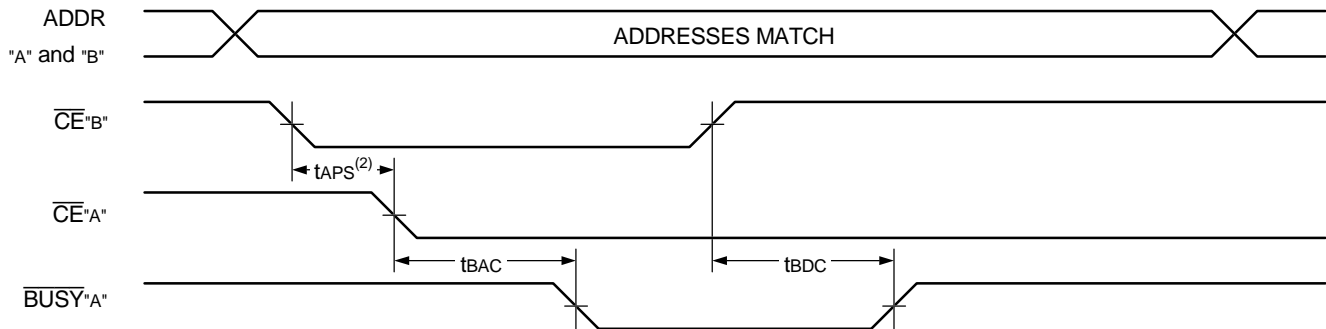 ADDR
"A" and "B"
ADDRESSES MATCH
CE"B"
tAPS(2)
CE"A"
tBAC
tBDC
BUSY"A"